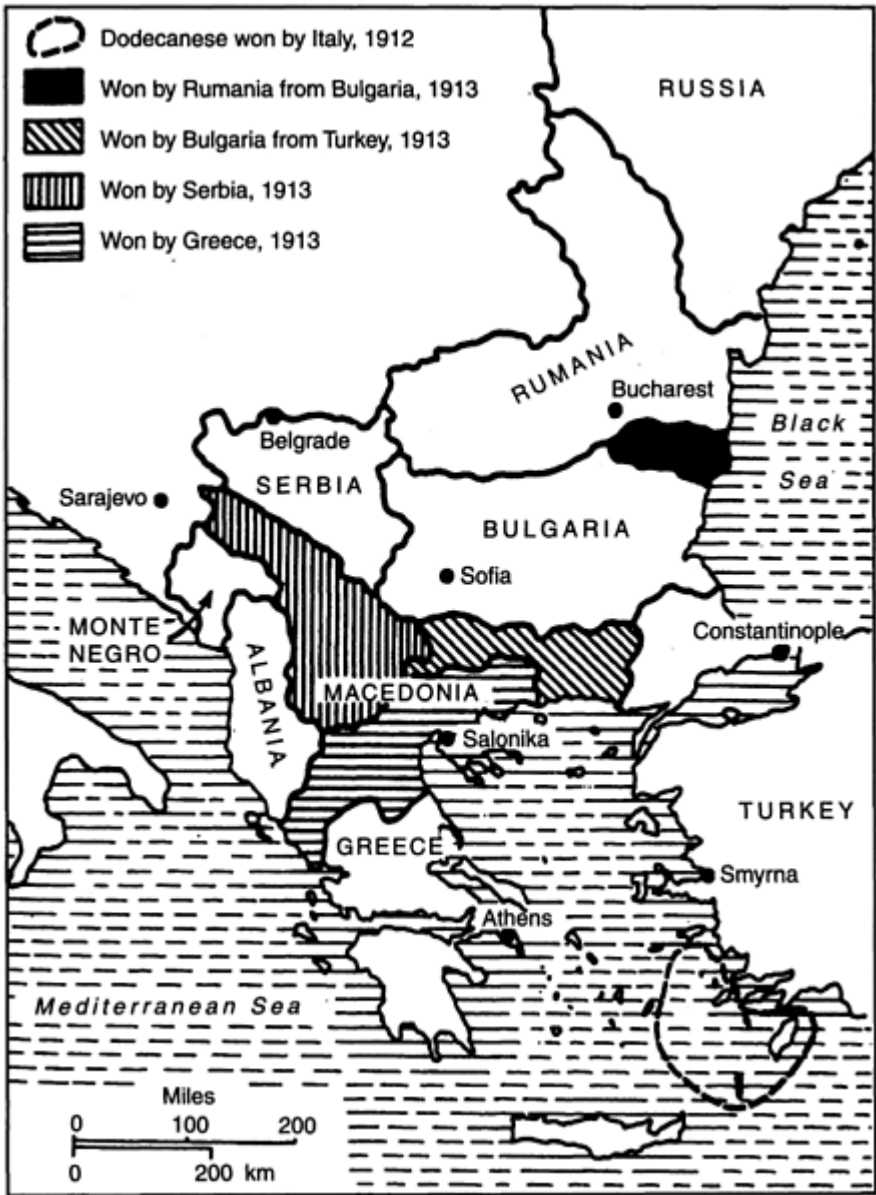 Dodecanese won by Italy, 1912
Won by Rumania from Bulgaria, 1913
Won by Bulgaria from Turkey, 1913
Won by Serbia, 1913
Won by Greece, 1913
RUSSIA
RUMANIA
Bucharest
Black
Sea
Belgrade
SERBIA
Sarajevo
BULGARIA
Sofia
MONTE
NEGRO
ALBANIA
Constantinople
MACEDONIA
Salonika
TURKEY
GREECE
Smyrna
Athens
Mediterranean Sea
Miles
0 100 200
0 200 km